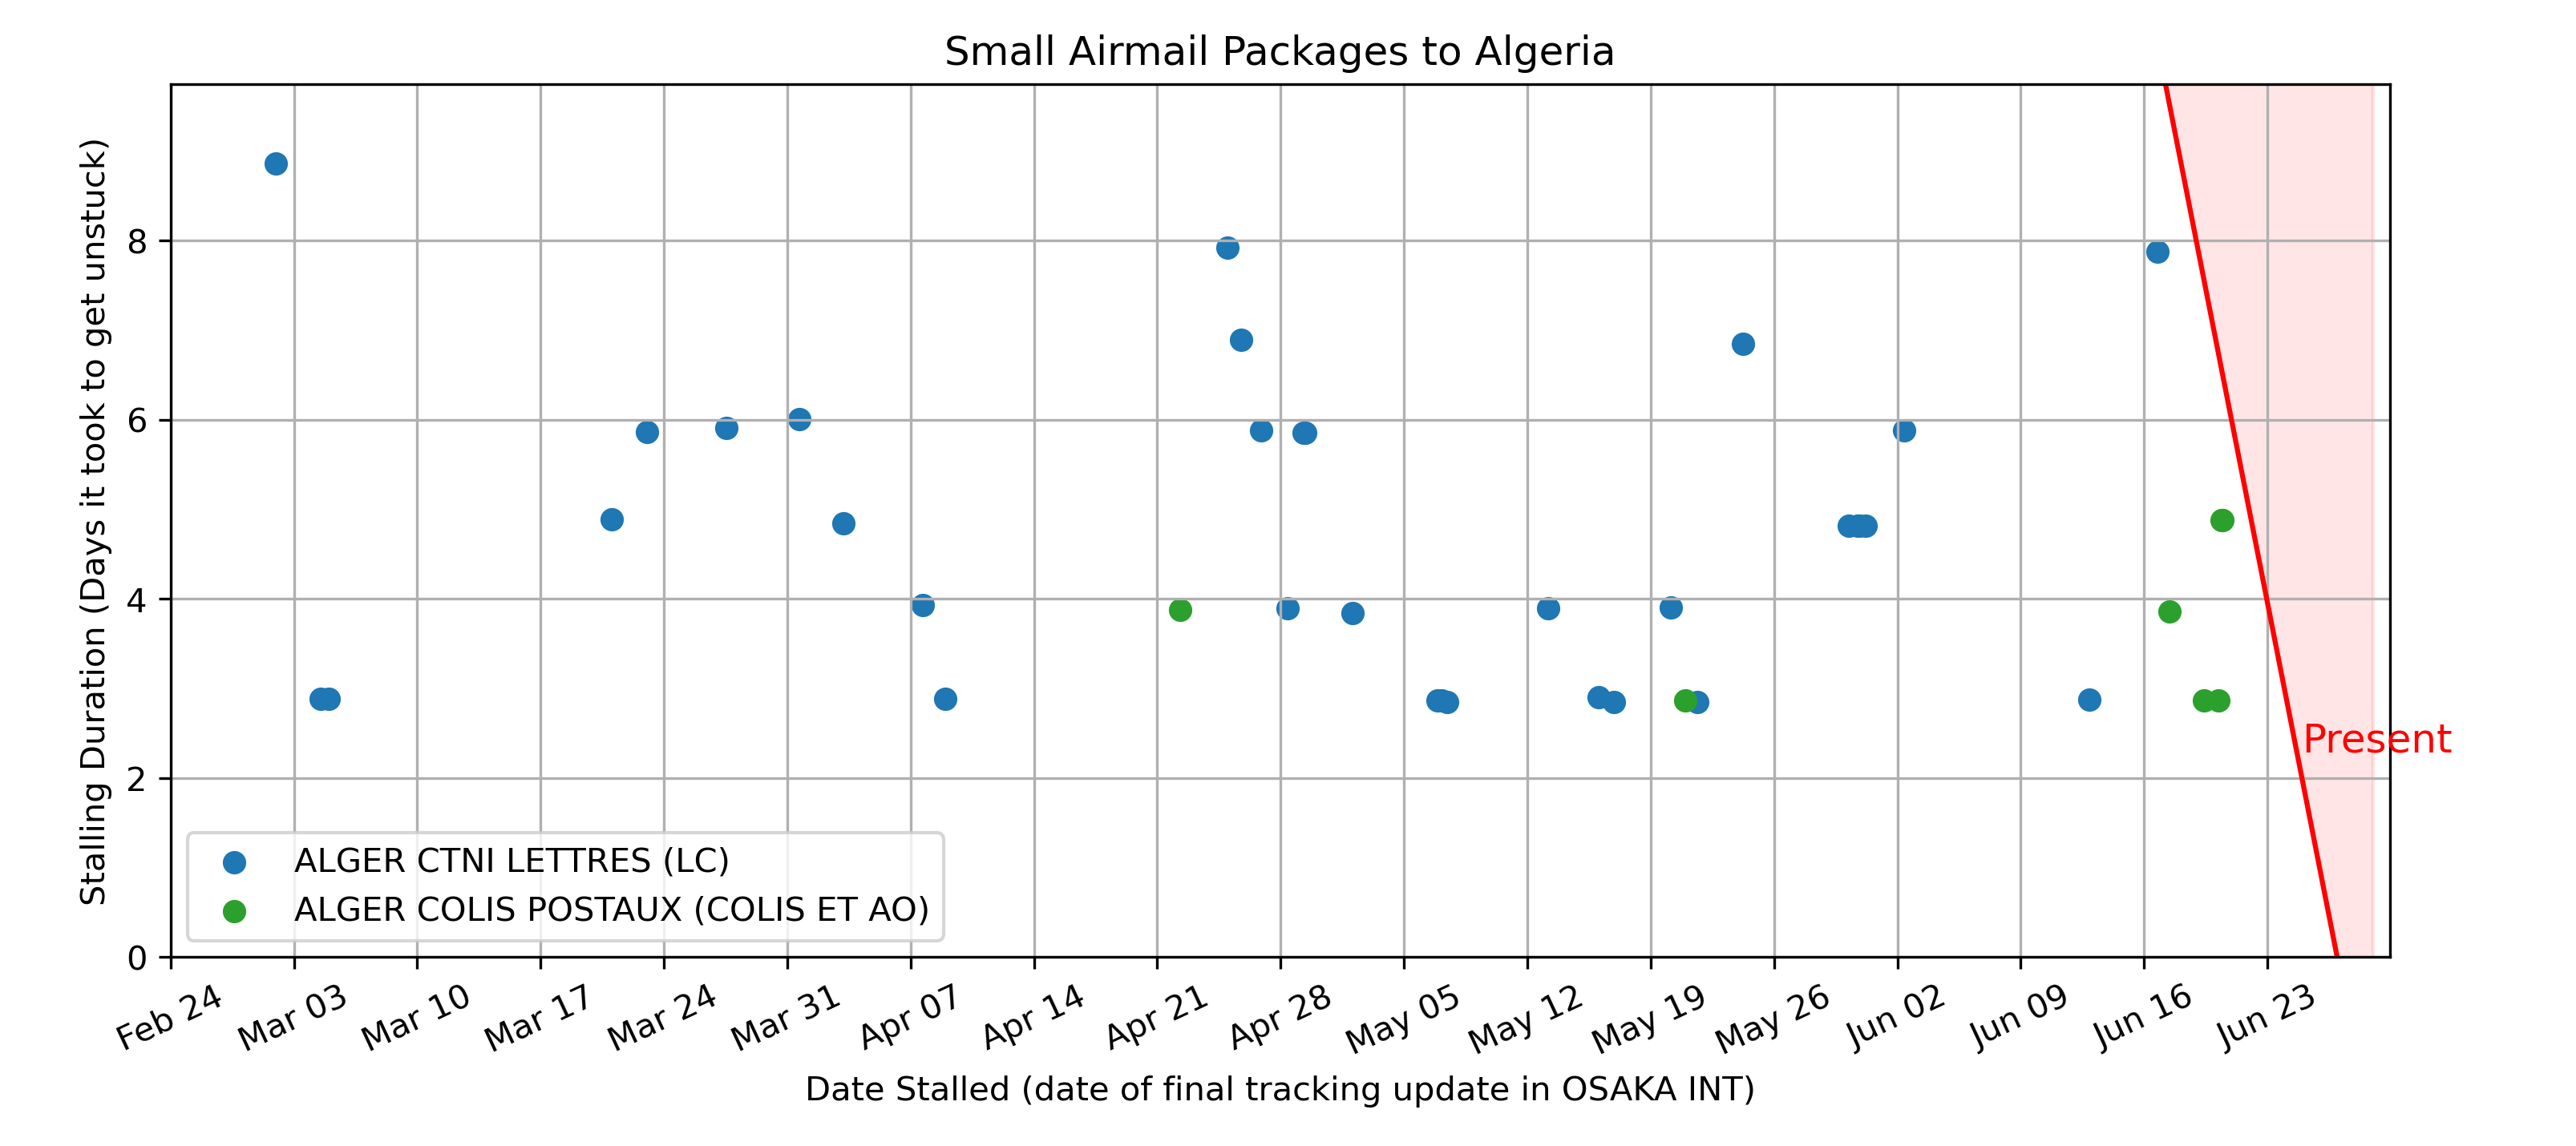 Small Airmail Packages to Algeria
Stalling Duration (Days it took to get unstuck)
8
6
4
2
0
Present
ALGER CTNI LETTRES (LC)
ALGER COLIS POSTAUX (COLIS ET AO)
Feb 24
Mar 03
Mar 10
Mar 17
Mar 24
Mar 31
Apr 07
Apr 14
Apr 21
Apr 28
May 05
May 12
May 19
May 26
Jun 02
Jun 09
Jun 16
Jun 23
Date Stalled (date of final tracking update in OSAKA INT)